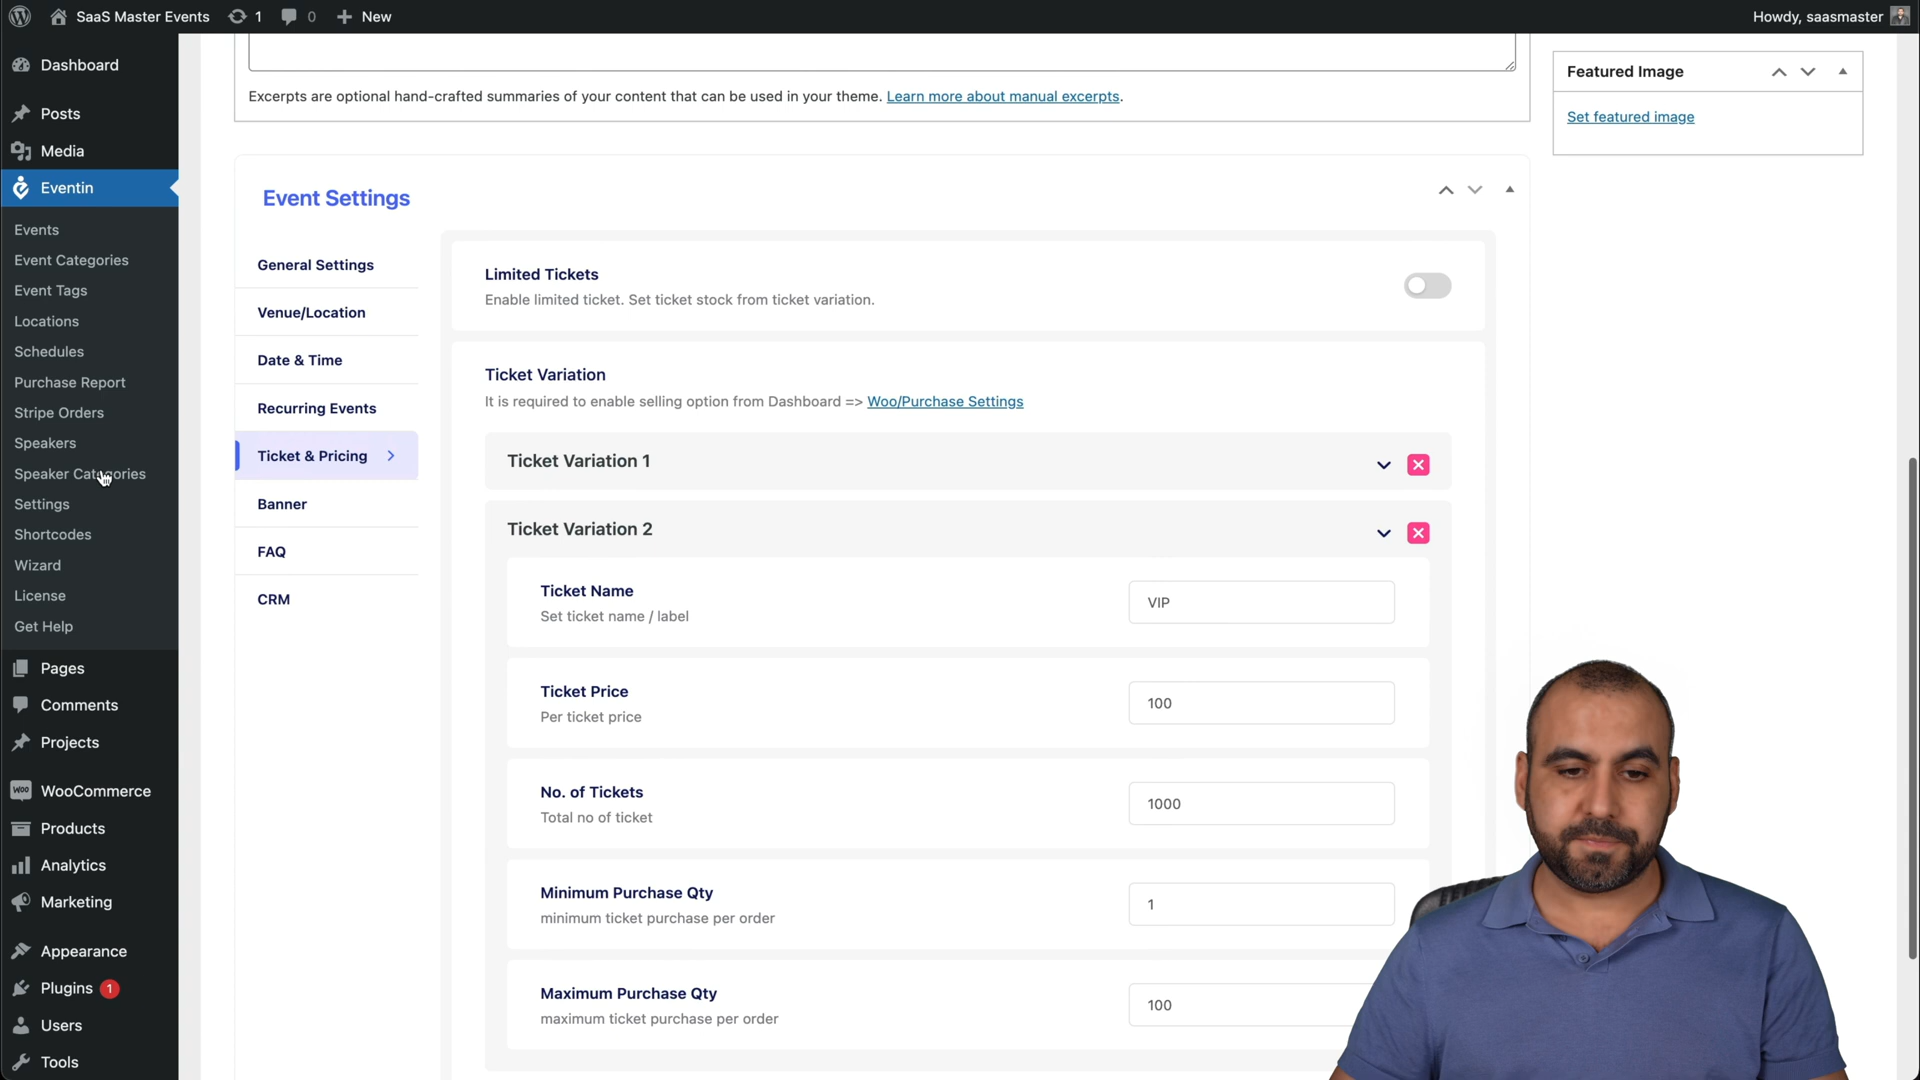 SaaS Master Events
1
0
New
Howdy, saasmaster
Dashboard
Posts
Media
Eventin
Events
Event Categories
Event Tags
Locations
Schedules
Purchase Report
Stripe Orders
Speakers
Speaker Categories
Settings
Shortcodes
Wizard
License
Get Help
Pages
Comments
Projects
WooCommerce
Products
Analytics
Marketing
Appearance
Plugins 1
Users
Tools
Excerpts are optional hand-crafted summaries of your content that can be used in your theme. Learn more about manual excerpts.
Featured Image
Set featured image
Event Settings
General Settings
Venue/Location
Date & Time
Recurring Events
Ticket & Pricing
Banner
FAQ
CRM
Limited Tickets
Enable limited ticket. Set ticket stock from ticket variation.
Ticket Variation
It is required to enable selling option from Dashboard => Woo/Purchase Settings
Ticket Variation 1
Ticket Variation 2
Ticket Name
Set ticket name / label
VIP
Ticket Price
Per ticket price
100
No. of Tickets
Total no of ticket
1000
Minimum Purchase Qty
minimum ticket purchase per order
1
Maximum Purchase Qty
maximum ticket purchase per order
100